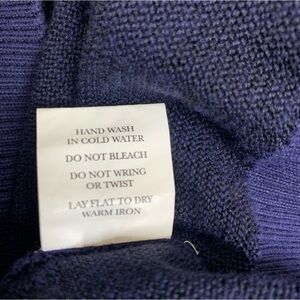 HAND WASH
IN COLD WATER
DO NOT BLEACH
DO NOT WRING
OR TWIST
LAY FLAT TO DRY
WARM IRON